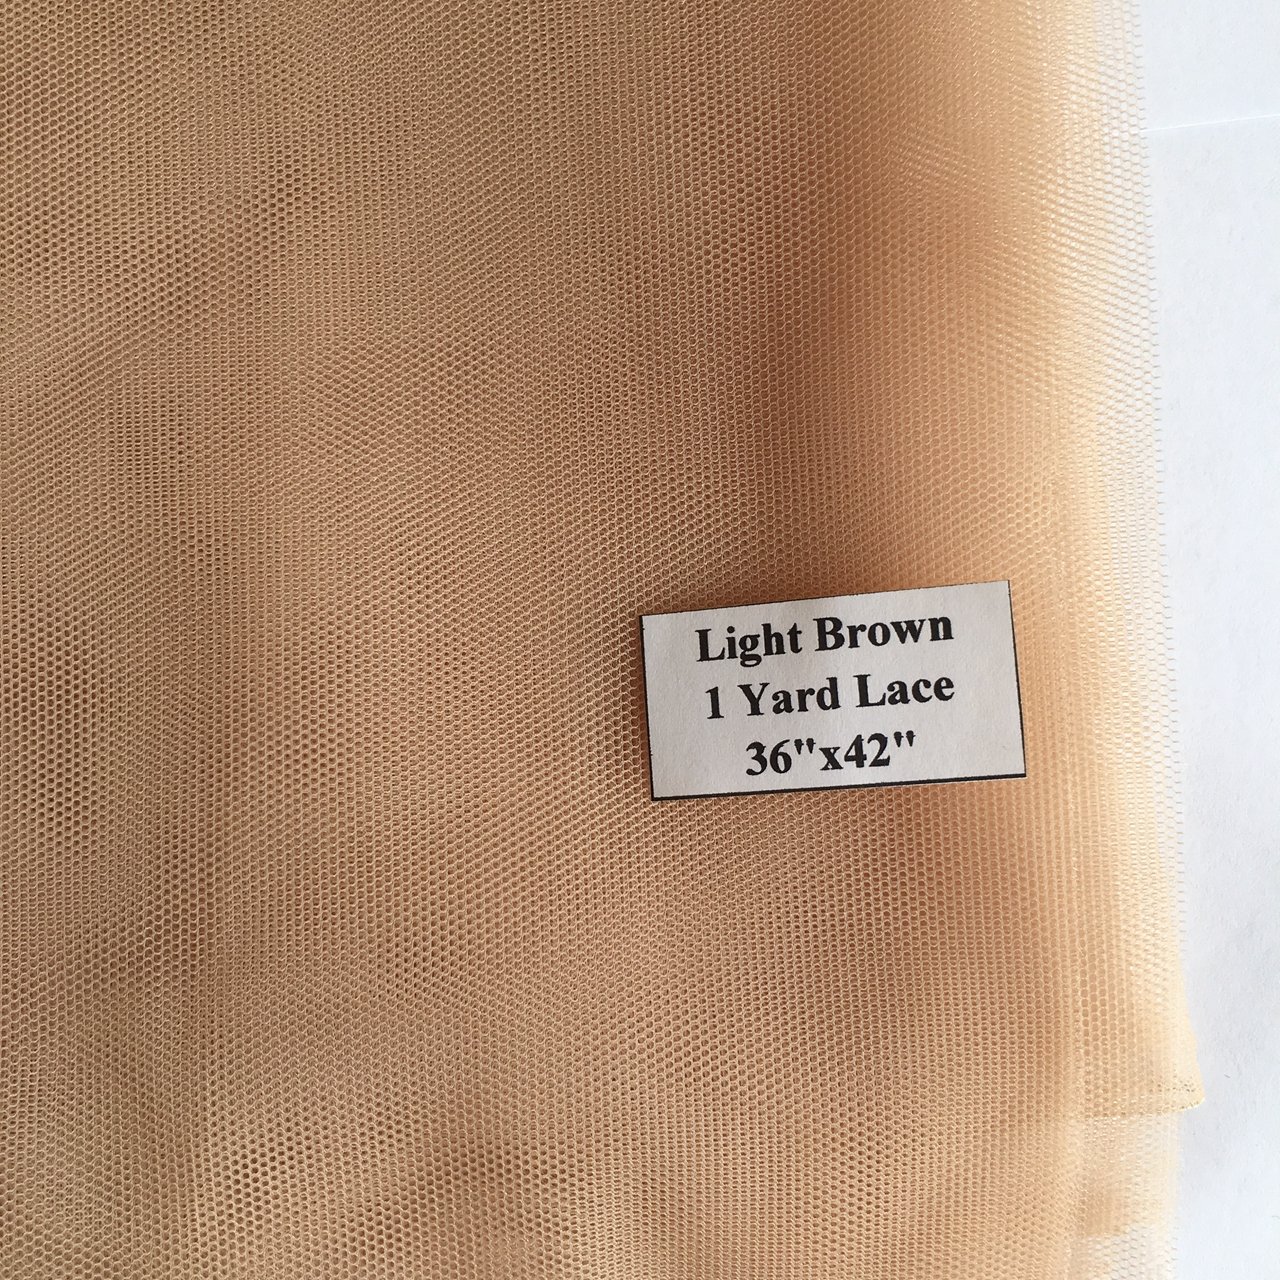 Light Brown
1 Yard Lace
36"x42"